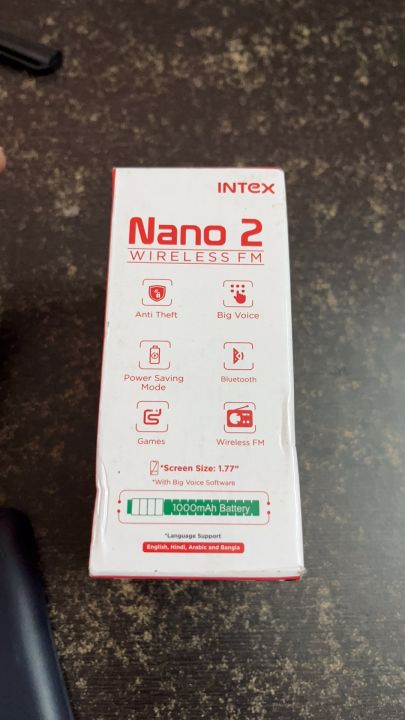 INTEX
Nano 2
WIRELESS FM
Anti Theft
Big Voice
Power Saving
Mode
Bluetooth
Games
Wireless FM
*Screen Size: 1.77"
*With Big Voice Software
1000mAh Battery
*Language Support
English, Hindi, Arabic and Bangla